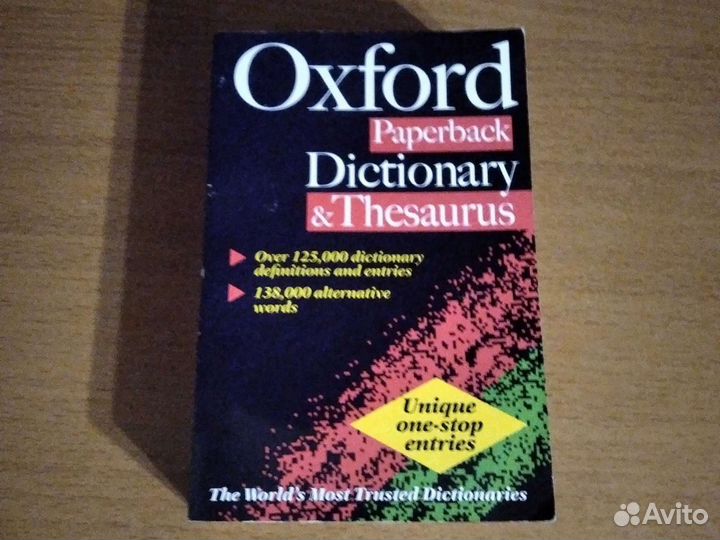 Oxford
Paperback
Dictionary
& Thesaurus
Over 125,000 dictionary
definitions and entries
138,000 alternative
words
Unique
one-stop
entries
The World's Most Trusted Dictionaries
Avito